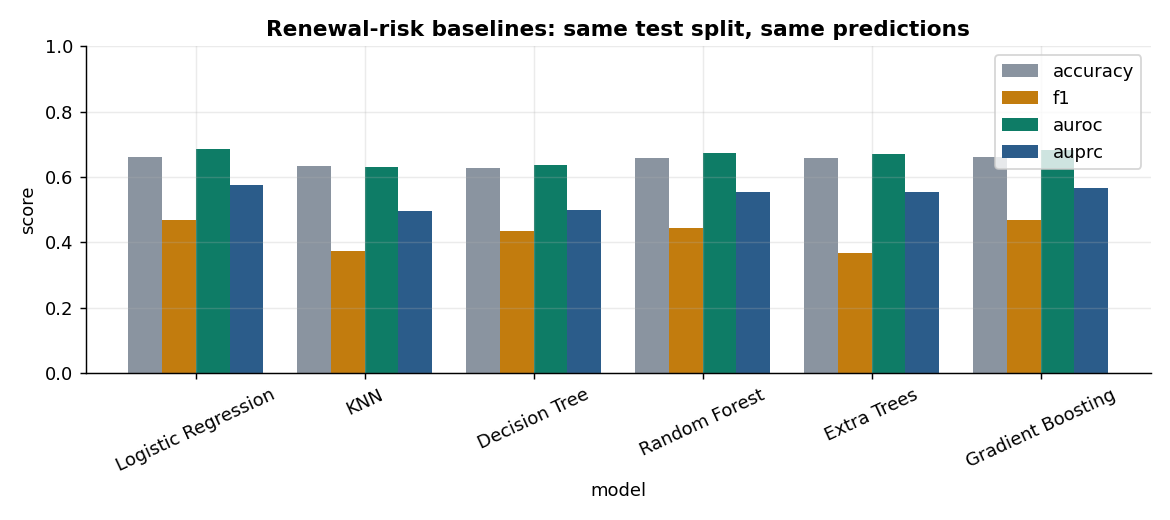 Renewal-risk baselines: same test split, same predictions
1.0
0.8
0.6
0.4
0.2
0.0
score
accuracy
f1
auroc
auprc
Logistic Regression
KNN
Decision Tree
Random Forest
Extra Trees
Gradient Boosting
model